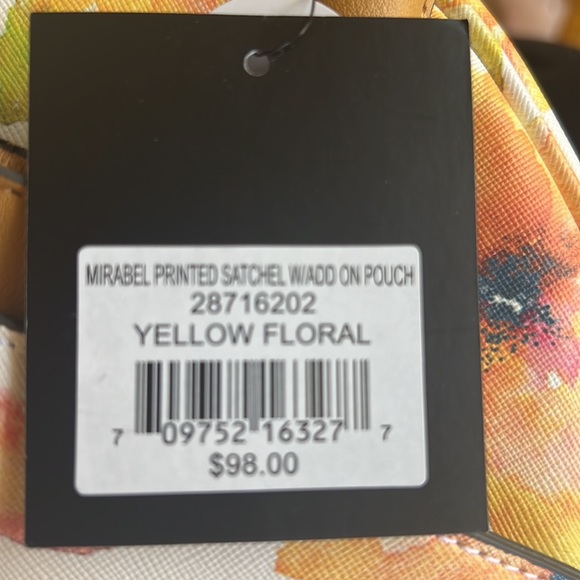 MIRABEL PRINTED SATCHEL W/ADD ON POUCH
28716202
YELLOW FLORAL
7 09752 16327 7
$98.00